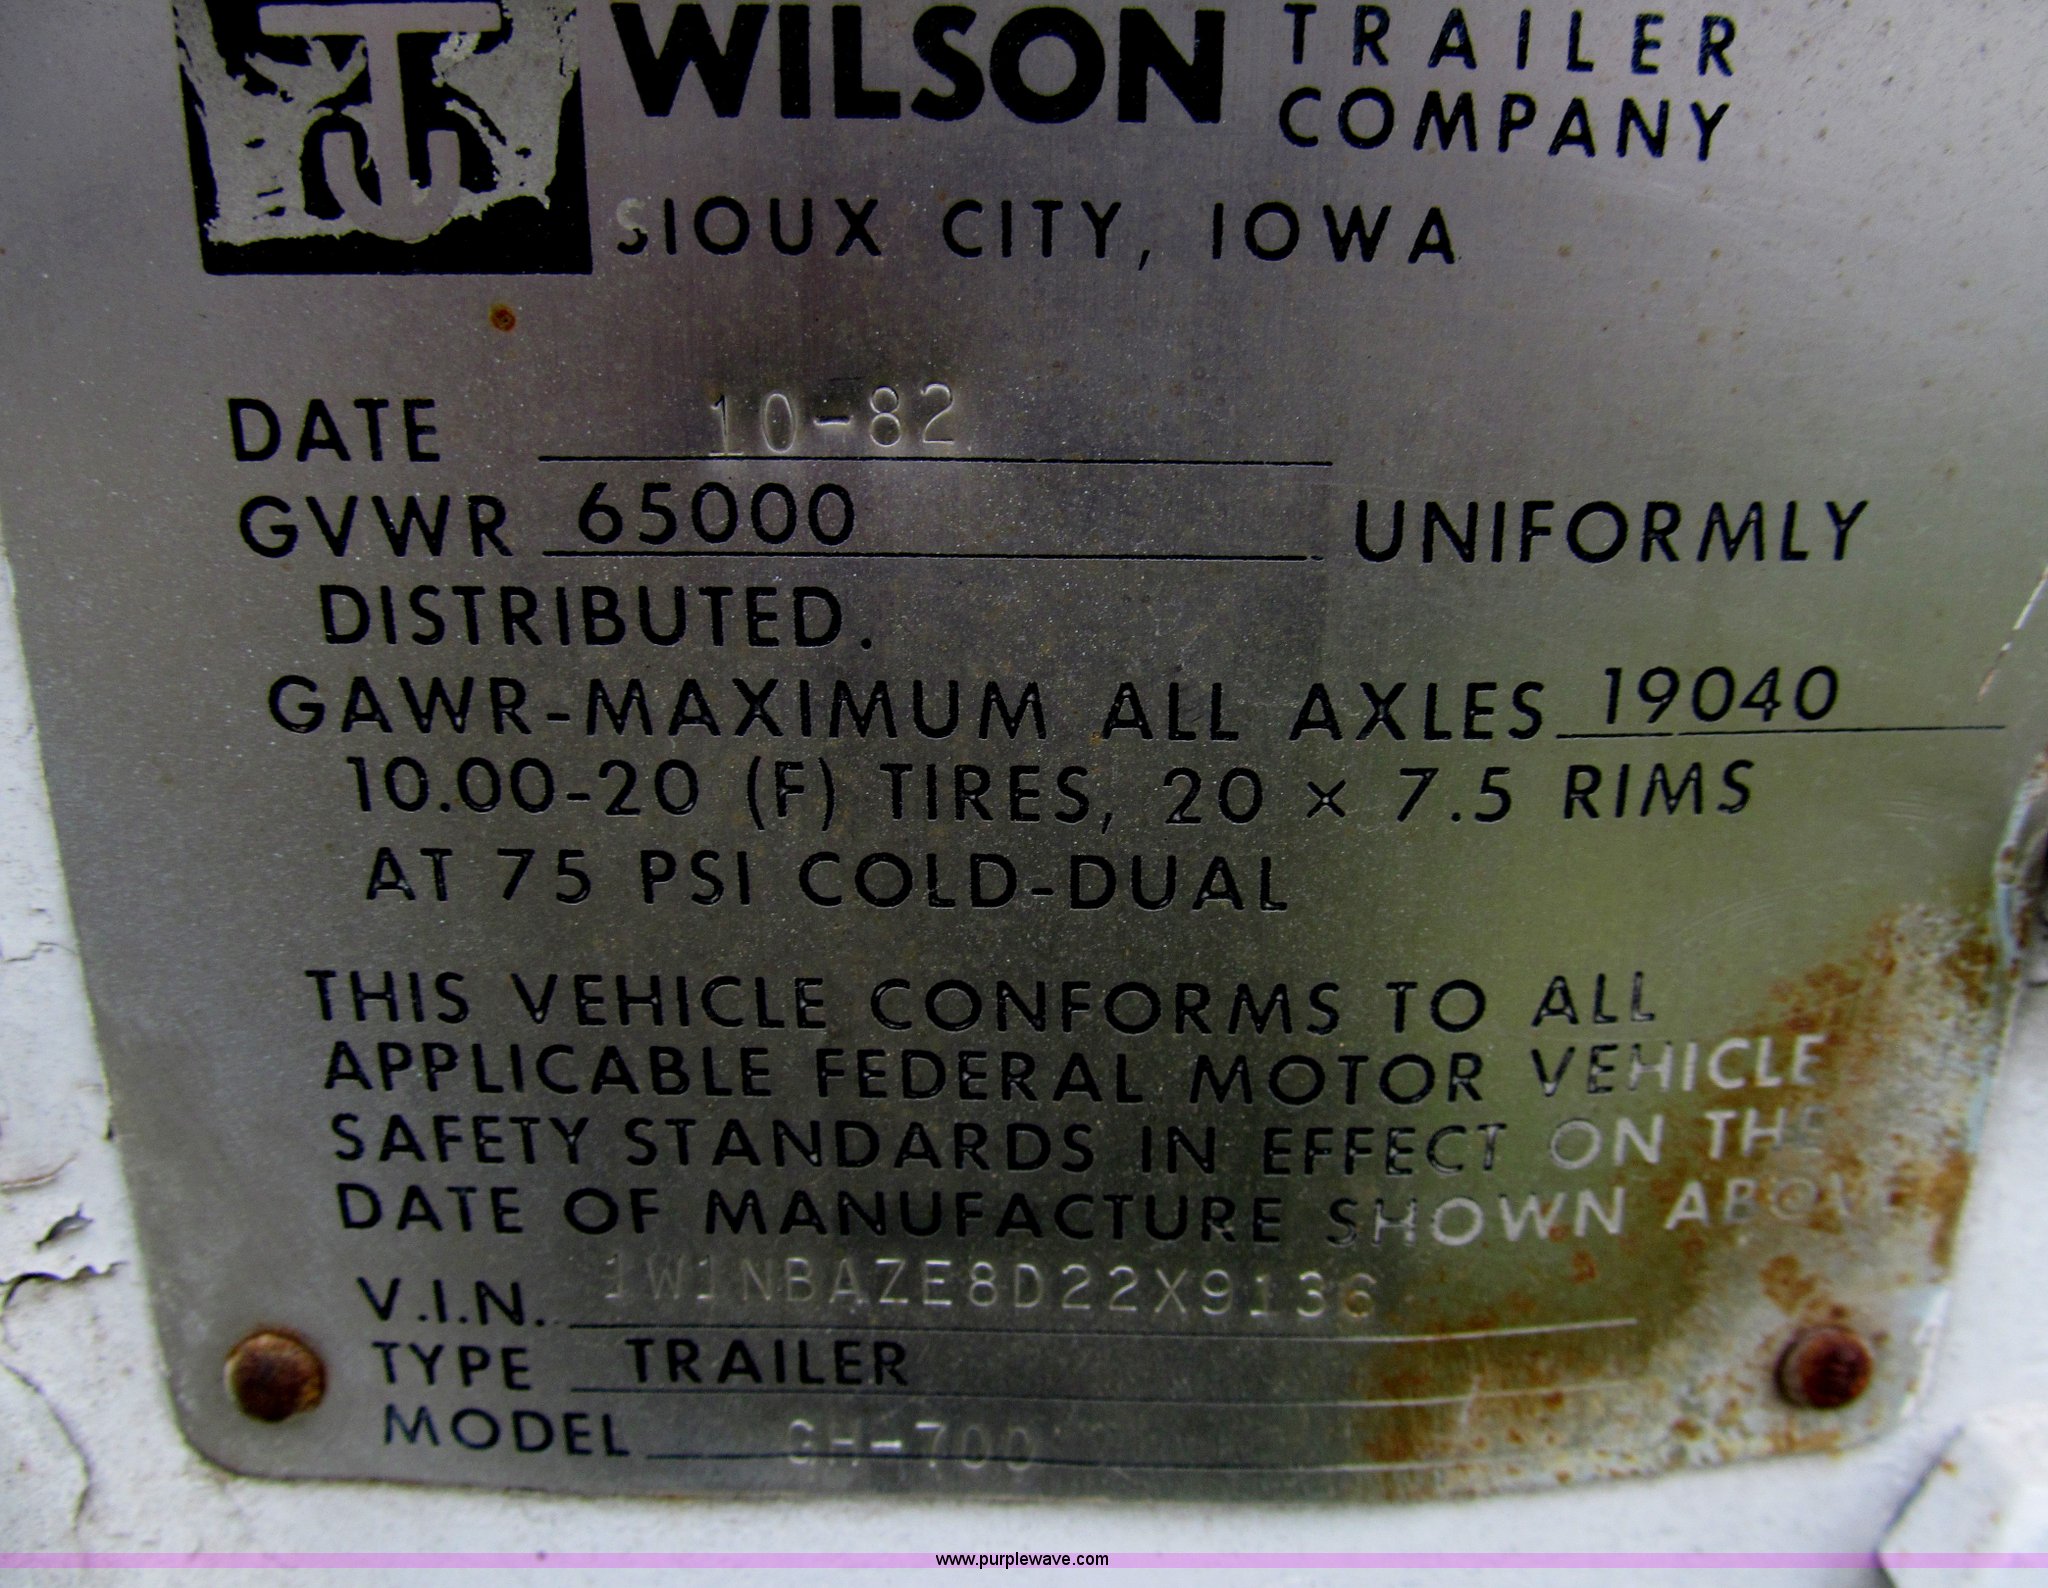 WILSON TRAILER
COMPANY
SIOUX CITY, IOWA
DATE 10-82
GVWR 65000 UNIFORMLY
DISTRIBUTED.
GAWR-MAXIMUM ALL AXLES 19040
10.00-20 (F) TIRES, 20 × 7.5 RIMS
AT 75 PSI COLD-DUAL
THIS VEHICLE CONFORMS TO ALL
APPLICABLE FEDERAL MOTOR VEHICLE
SAFETY STANDARDS IN EFFECT ON THE
DATE OF MANUFACTURE SHOWN ABOVE
V.I.N. 1W1NBAZE8D22X9136
TYPE TRAILER
MODEL GH-700
www.purplewave.com